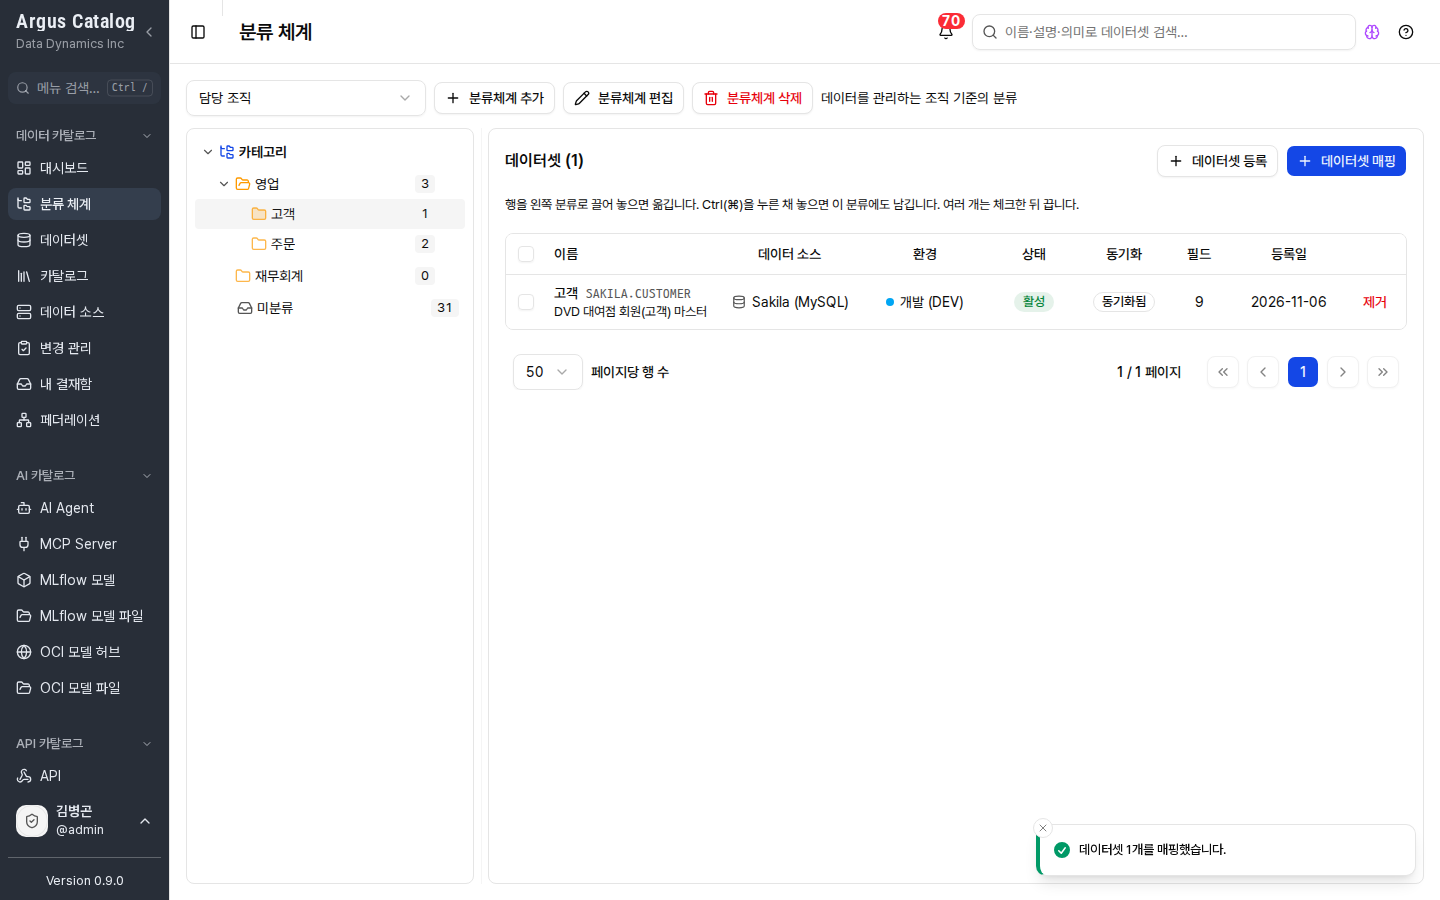 Argus Catalog
Data Dynamics Inc
메뉴 검색... Ctrl /
데이터 카탈로그
대시보드
분류 체계
데이터셋
카탈로그
데이터 소스
변경 관리
내 결재함
페더레이션
AI 카탈로그
AI Agent
MCP Server
MLflow 모델
MLflow 모델 파일
OCI 모델 허브
OCI 모델 파일
API 카탈로그
API
김병곤
@admin
Version 0.9.0
분류 체계
70
이름·설명·의미로 데이터셋 검색...
담당 조직
분류체계 추가
분류체계 편집
분류체계 삭제
데이터를 관리하는 조직 기준의 분류
카테고리
영업 3
고객 1
주문 2
재무회계 0
미분류 31
데이터셋 (1)
데이터셋 등록
데이터셋 매핑
행을 왼쪽 분류로 끌어 놓으면 옮깁니다. Ctrl(⌘)을 누른 채 놓으면 이 분류에도 남깁니다. 여러 개는 체크한 뒤 끕니다.
이름 데이터 소스 환경 상태 동기화 필드 등록일
고객 SAKILA.CUSTOMER
DVD 대여점 회원(고객) 마스터
Sakila (MySQL) 개발 (DEV) 활성 동기화됨 9 2026-11-06 제거
50 페이지당 행 수
1 / 1 페이지
1
데이터셋 1개를 매핑했습니다.